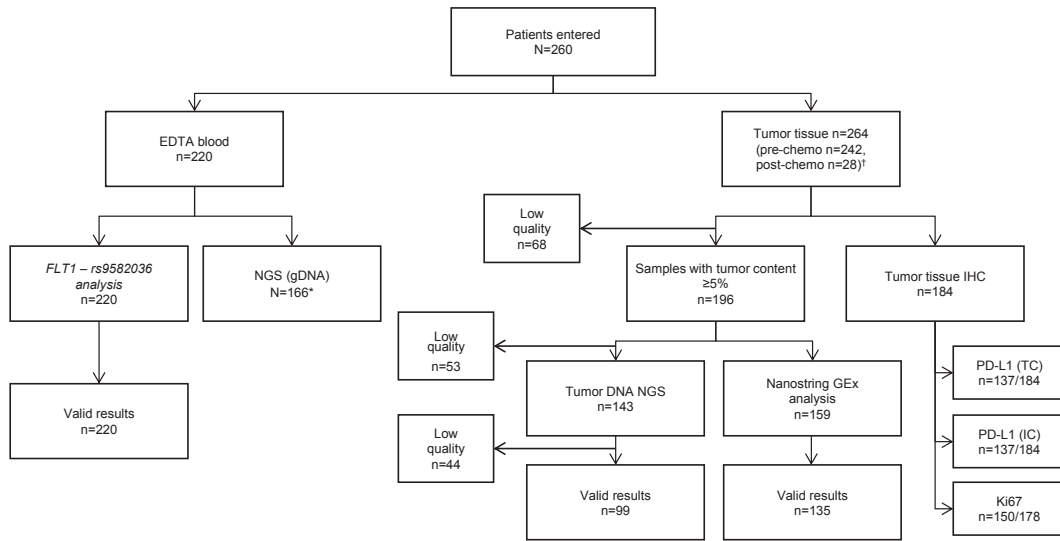 Patients entered
N=260
EDTA blood
n=220
Tumor tissue n=264
(pre-chemo n=242,
post-chemo n=28)†
Low
quality
n=68
FLT1 – rs9582036
analysis
n=220
NGS (gDNA)
N=166*
Samples with tumor content
≥5%
n=196
Tumor tissue IHC
n=184
Low
quality
n=53
Valid results
n=220
Tumor DNA NGS
n=143
Nanostring GEx
analysis
n=159
PD-L1 (TC)
n=137/184
Low
quality
n=44
PD-L1 (IC)
n=137/184
Valid results
n=99
Valid results
n=135
Ki67
n=150/178